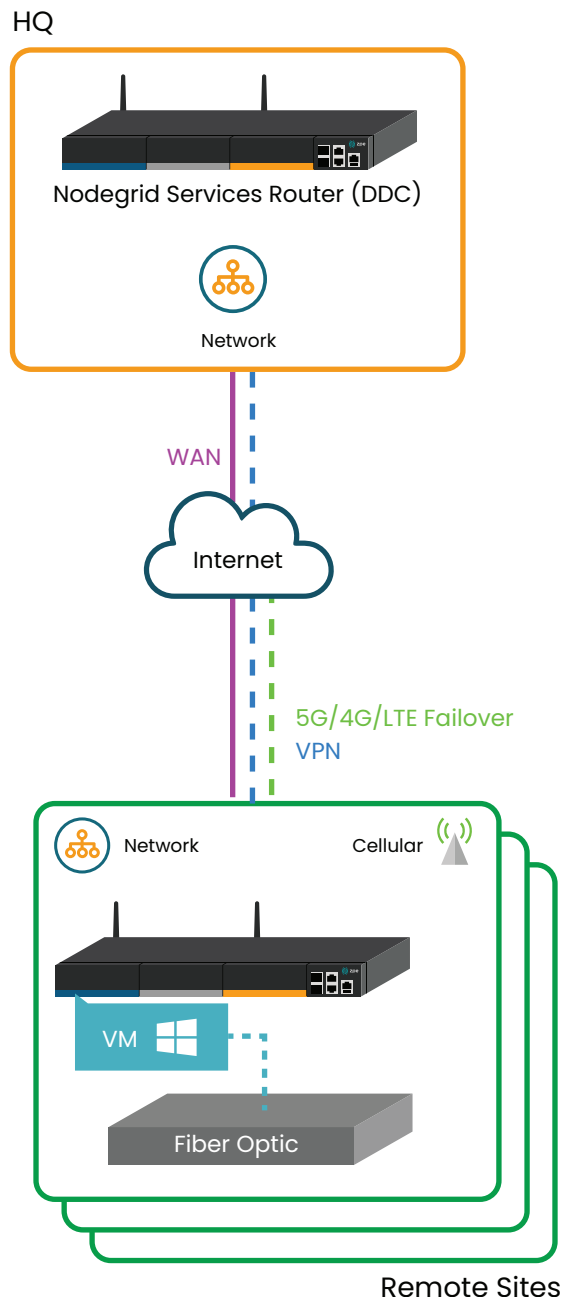 HQ
Nodegrid Services Router (DDC)
Network
WAN
Internet
5G/4G/LTE Failover
VPN
Network
Cellular
VM
Fiber Optic
Remote Sites